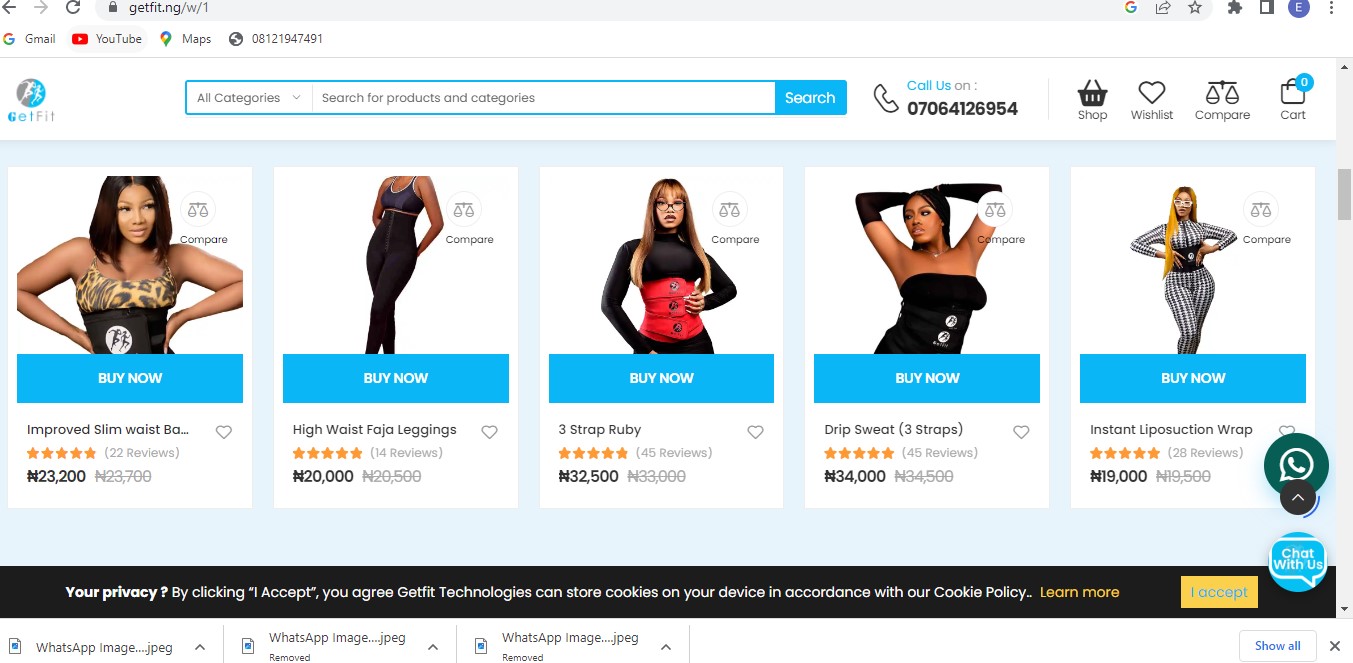 getfit.ng/w/1
E
Gmail
YouTube
Maps
08121947491
GetFit
All Categories
Search for products and categories
Search
Call Us on :
07064126954
Shop
Wishlist
Compare
0
Cart
Compare
Compare
Compare
Compare
Compare
BUY NOW
BUY NOW
BUY NOW
BUY NOW
BUY NOW
Improved Slim waist Ba...
(22 Reviews)
₦23,200 ₦23,700
High Waist Faja Leggings
(14 Reviews)
₦20,000 ₦20,500
3 Strap Ruby
(45 Reviews)
₦32,500 ₦33,000
Drip Sweat (3 Straps)
(45 Reviews)
₦34,000 ₦34,500
Instant Liposuction Wrap
(28 Reviews)
₦19,000 ₦19,500
Chat
With Us
Your privacy ? By clicking “I Accept”, you agree Getfit Technologies can store cookies on your device in accordance with our Cookie Policy.. Learn more
I accept
WhatsApp Image....jpeg
WhatsApp Image....jpeg
Removed
WhatsApp Image....jpeg
Removed
Show all